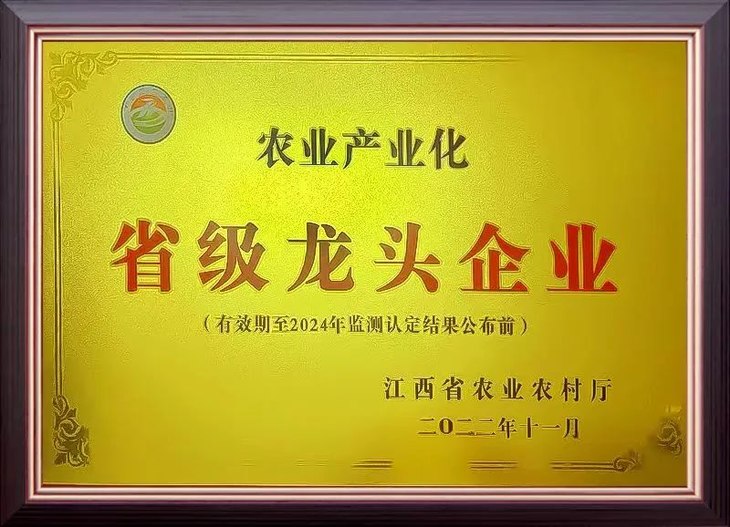 农业产业化
省级龙头企业
（有效期至2024年监测认定结果公布前）
江西省农业农村厅
二〇二二年十一月